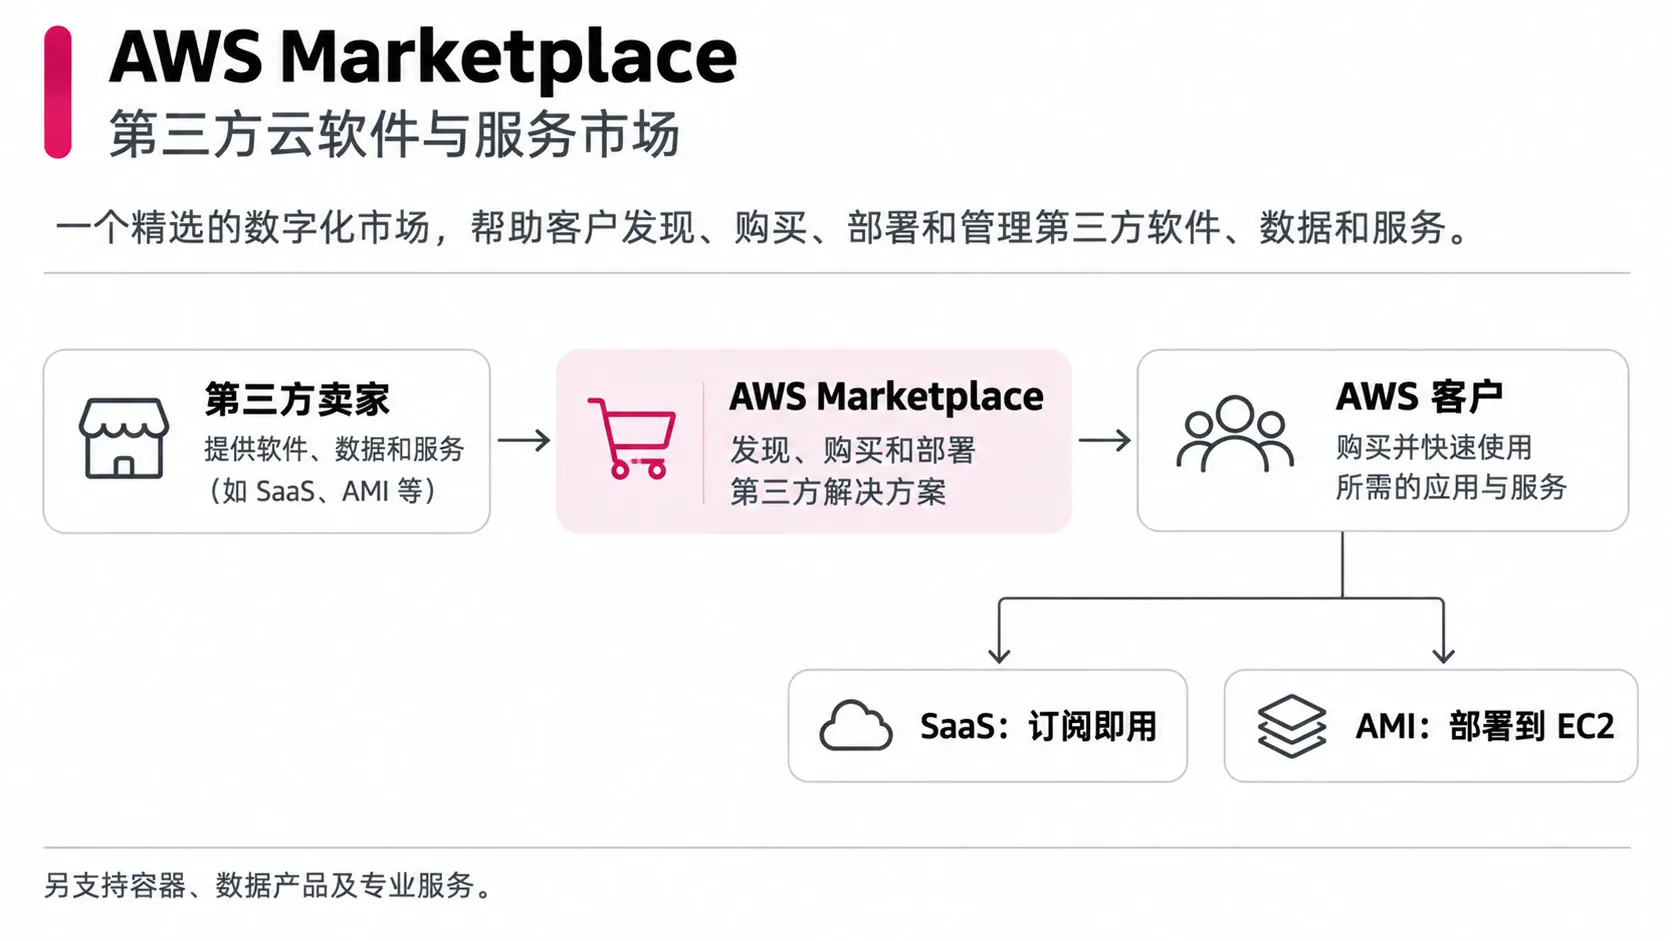 AWS Marketplace
第三方云软件与服务市场
一个精选的数字化市场，帮助客户发现、购买、部署和管理第三方软件、数据和服务。
第三方卖家
提供软件、数据和服务
（如 SaaS、AMI 等）
AWS Marketplace
发现、购买和部署
第三方解决方案
AWS 客户
购买并快速使用
所需的应用与服务
SaaS：订阅即用
AMI：部署到 EC2
另支持容器、数据产品及专业服务。